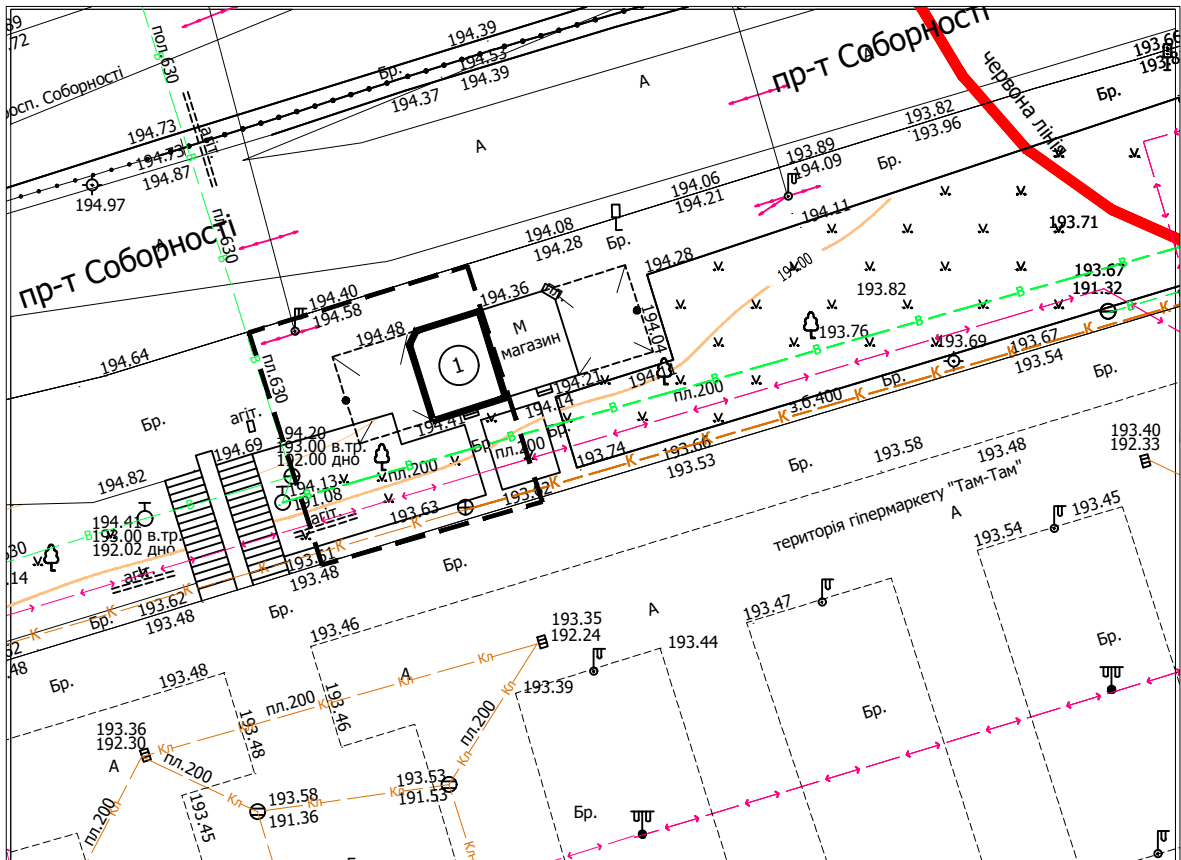 194.39
194.53
194.39
194.37
Бр.
А
А
пол.630
В
просп. Соборності
.72
пр-т Соборності
червона лінія
Бр.
193.82
193.96
193.89
194.09
Бр.
194.73
194.73
194.87
агіт.
194.97
пл.630
пр-т Соборності
194.06
194.21
194.11
194.08
194.28
Бр.
194.28
194.00
193.71
193.67
191.32
193.82
193.76
193.69
193.67
193.54
Бр.
194.40
194.58
194.36
194.48
М
магазин
194.04
1
194.64
пл.630
Бр.
агіт.
194.21
194.14
194.41
Бр.
Бр.
пл.200
з.б.400
Бр.
194.69
194.20
193.00 в.тр.
192.00 дно
194.82
194.13
191.08
агіт.
пл.200
пл.200
193.74
193.66
193.53
193.63
194.41
193.00 в.тр.
192.02 дно
агіт.
193.51
193.48
193.62
193.48
Бр.
Бр.
Бр.
Бр.
193.58
193.48
193.40
192.33
територія гіпермаркету "Там-Там"
А
193.54
193.45
193.47
А
193.46
193.35
192.24
193.44
193.39
Бр.
Бр.
Бр.
193.48
пл.200
193.46
А
Кл
пл.200
193.36
192.30
А
193.48
пл.200
пл.200
193.45
193.58
191.36
193.53
191.53
Бр.
К